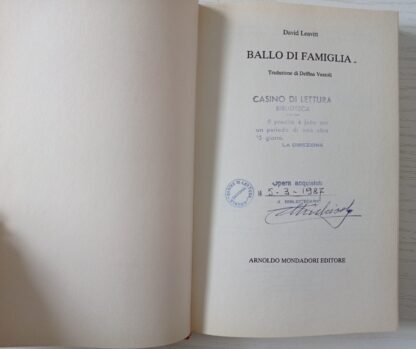 David Leavitt
BALLO DI FAMIGLIA
Traduzione di Delfina Vezzoli
CASINO DI LETTURA
BIBLIOTECA
Il prestito è fatto per
un periodo di non oltre
15 giorni.
LA DIREZIONE
Opera acquistata
il 5-3-1987
IL BIBLIOTECARIO
ARNOLDO MONDADORI EDITORE